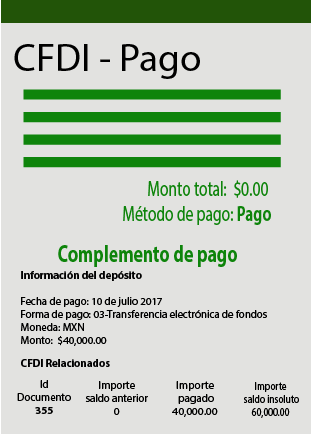 CFDI - Pago
Monto total: $0.00
Método de pago: Pago
Complemento de pago
Información del depósito
Fecha de pago: 10 de julio 2017
Forma de pago: 03-Transferencia electrónica de fondos
Moneda: MXN
Monto: $40,000.00
CFDI Relacionados
Id Importe Importe Importe
Documento saldo anterior pagado saldo insoluto
355 0 40,000.00 60,000.00